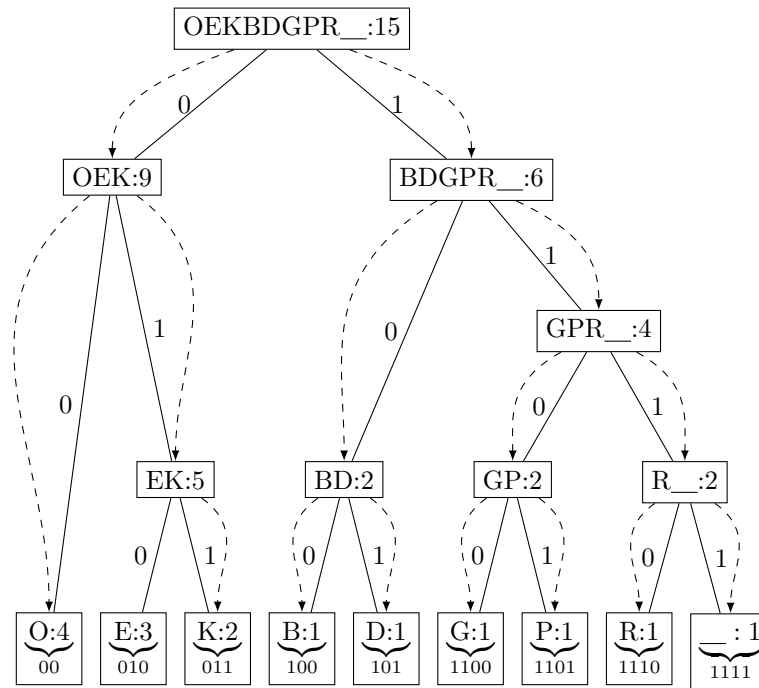 OEKBDGPR__:15
0 1
OEK:9 BDGPR__:6
1
GPR__:4
1 0
0 0 1
EK:5 BD:2 GP:2 R__:2
0 1 0 1 0 1 0 1
O:4 E:3 K:2 B:1 D:1 G:1 P:1 R:1 __ : 1
00 010 011 100 101 1100 1101 1110 1111